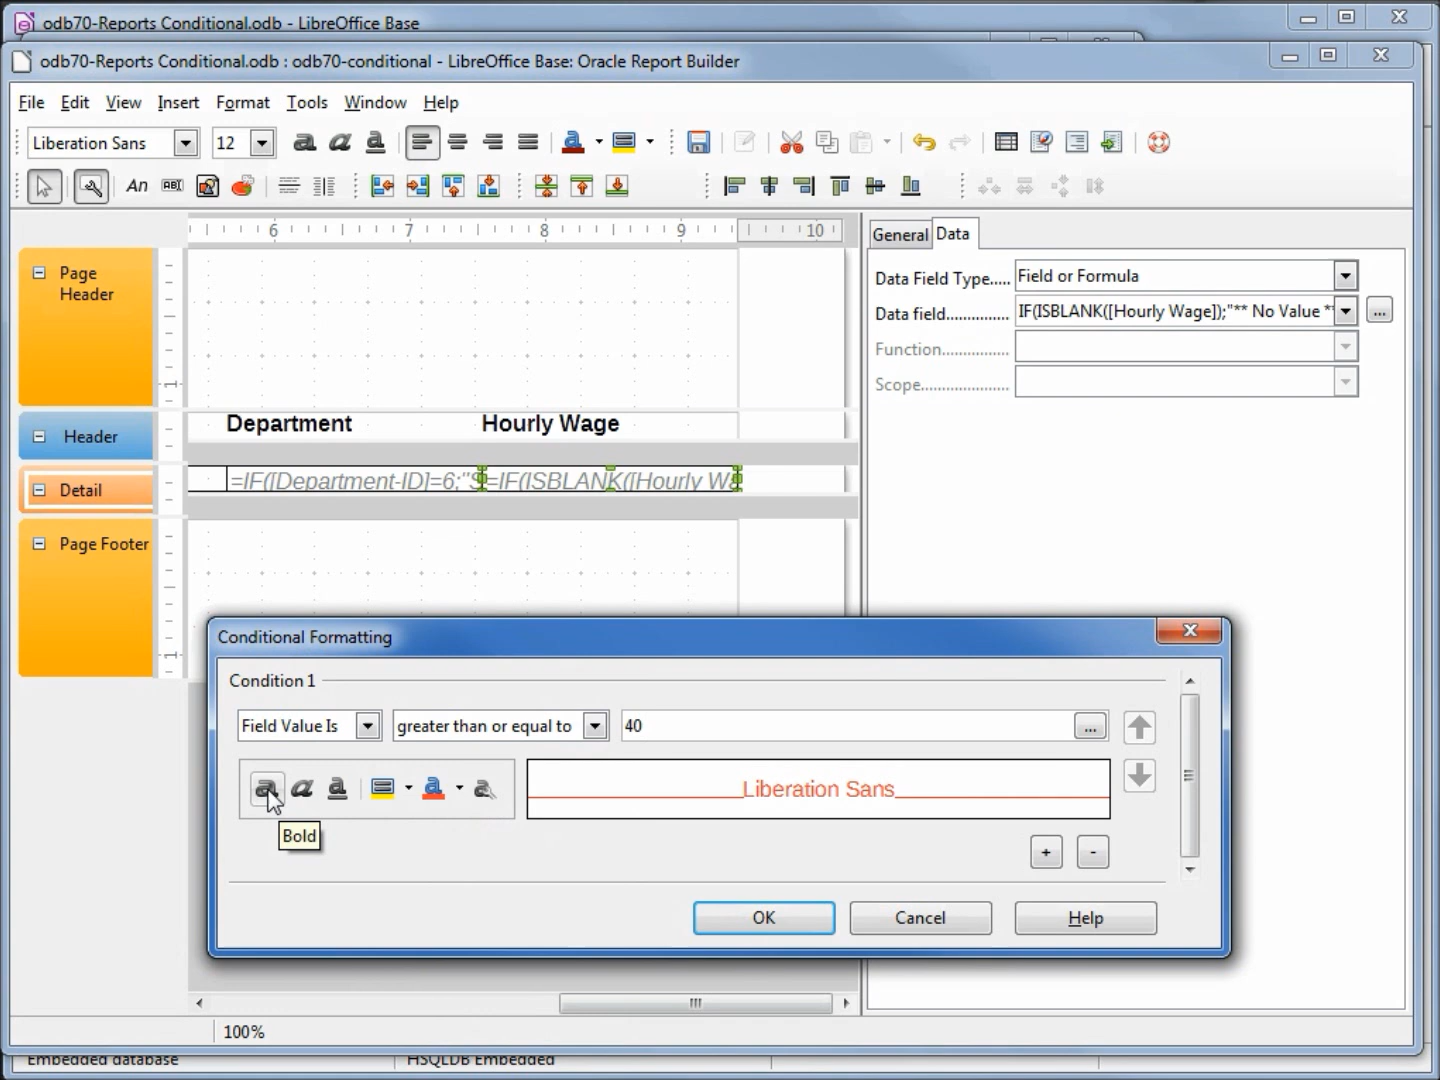 odb70-Reports Conditional.odb - LibreOffice Base
odb70-Reports Conditional.odb : odb70-conditional - LibreOffice Base: Oracle Report Builder
File Edit View Insert Format Tools Window Help
Liberation Sans 12
An ABI
6 7 8 9 10
General Data
Page Header
Data Field Type..... Field or Formula
Data field.............. IF(ISBLANK([Hourly Wage]);"** No Value *
Function................
Scope.....................
1
Header
Department Hourly Wage
Detail
=IF([Department-ID]=6;"S =IF(ISBLANK([Hourly Wa
Page Footer
1
Conditional Formatting
Condition 1
Field Value Is greater than or equal to 40 ...
Liberation Sans
Bold
+ -
OK Cancel Help
100%
Embedded database HSQLDB Embedded